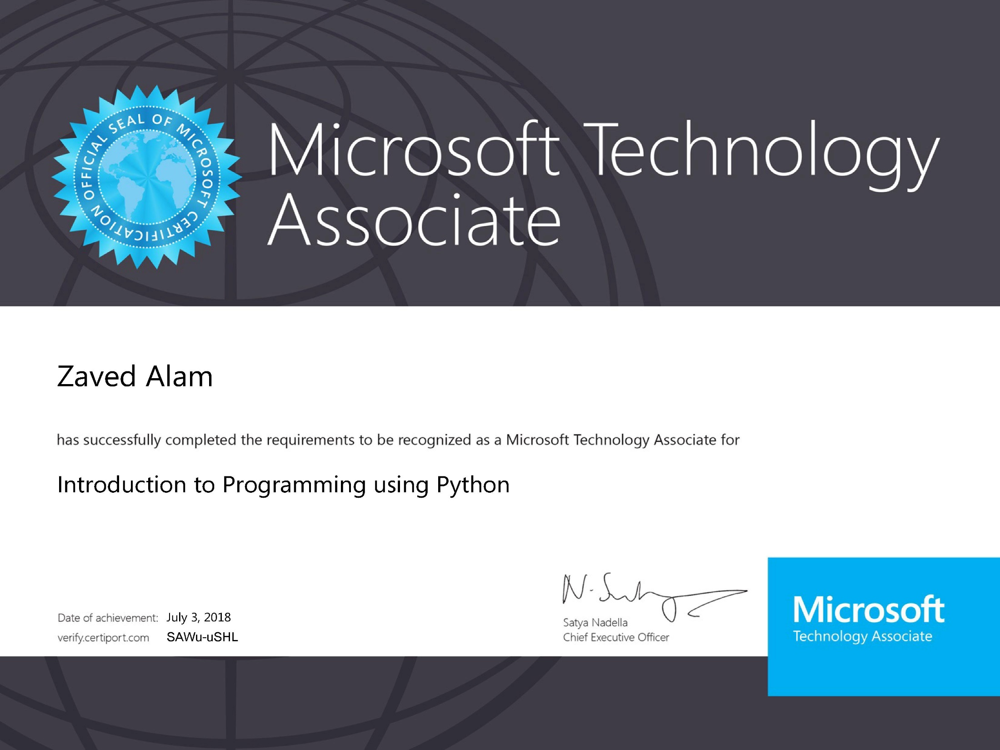 OFFICIAL SEAL OF MICROSOFT CERTIFICATION
Microsoft Technology
Associate
Zaved Alam
has successfully completed the requirements to be recognized as a Microsoft Technology Associate for
Introduction to Programming using Python
Date of achievement: July 3, 2018
verify.certiport.com SAWu-uSHL
Satya Nadella
Chief Executive Officer
Microsoft
Technology Associate